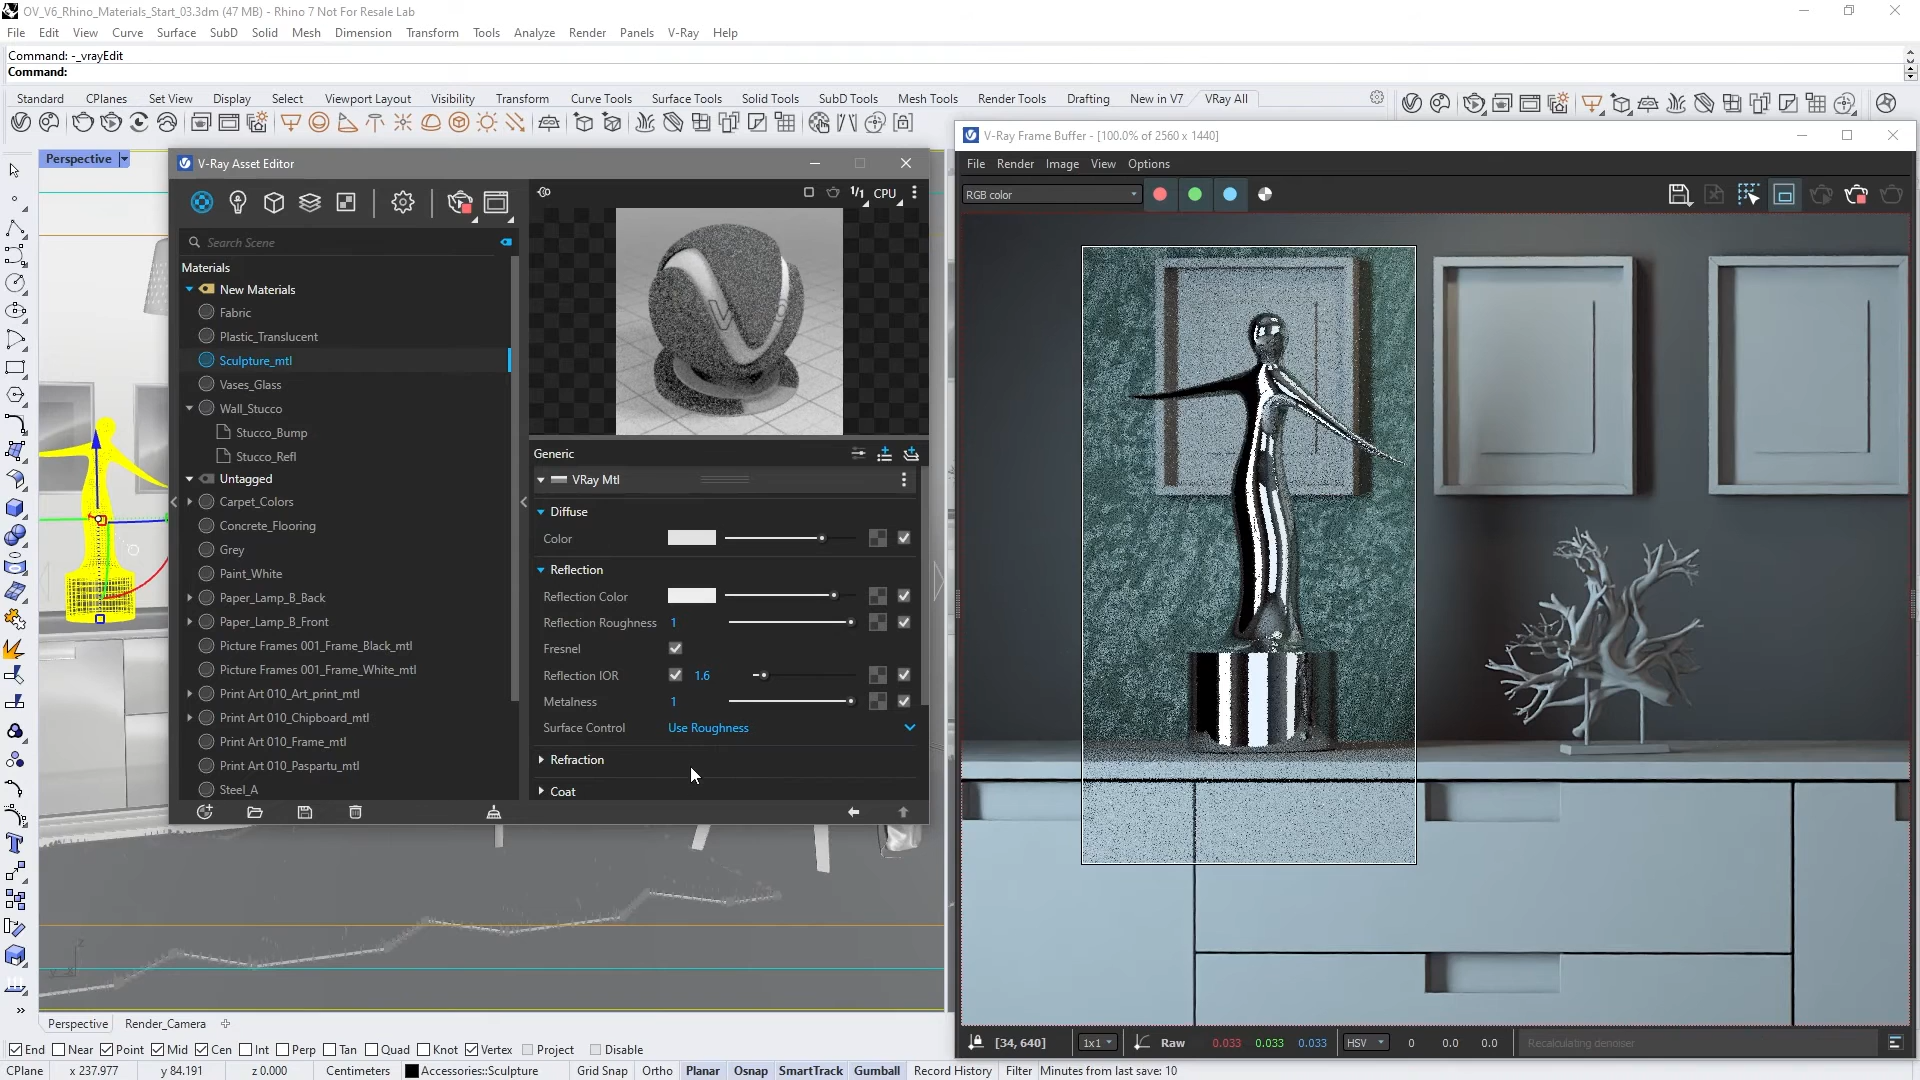 OV_V6_Rhino_Materials_Start_03.3dm (47 MB) - Rhino 7 Not For Resale Lab
File Edit View Curve Surface SubD Solid Mesh Dimension Transform Tools Analyze Render Panels V-Ray Help
Command: -_vrayEdit
Command:
Standard CPlanes Set View Display Select Viewport Layout Visibility Transform Curve Tools Surface Tools Solid Tools SubD Tools Mesh Tools Render Tools Drafting New in V7 VRay All
Perspective
V-Ray Asset Editor
1/1 CPU
Search Scene
Materials
New Materials
Fabric
Plastic_Translucent
Sculpture_mtl
Vases_Glass
Wall_Stucco
Stucco_Bump
Stucco_Refl
Untagged
Carpet_Colors
Concrete_Flooring
Grey
Paint_White
Paper_Lamp_B_Back
Paper_Lamp_B_Front
Picture Frames 001_Frame_Black_mtl
Picture Frames 001_Frame_White_mtl
Print Art 010_Art_print_mtl
Print Art 010_Chipboard_mtl
Print Art 010_Frame_mtl
Print Art 010_Paspartu_mtl
Steel_A
Generic
VRay Mtl
Diffuse
Color
Reflection
Reflection Color
Reflection Roughness 1
Fresnel
Reflection IOR 1.6
Metalness 1
Surface Control Use Roughness
Refraction
Coat
V-Ray Frame Buffer - [100.0% of 2560 x 1440]
File Render Image View Options
RGB color
[34, 640] 1x1 Raw 0.033 0.033 0.033 HSV 0 0.0 0.0 Recalculating denoiser
Perspective Render_Camera
End Near Point Mid Cen Int Perp Tan Quad Knot Vertex Project Disable
CPlane x 237.977 y 84.191 z 0.000 Centimeters Accessories::Sculpture Grid Snap Ortho Planar Osnap SmartTrack Gumball Record History Filter Minutes from last save: 10